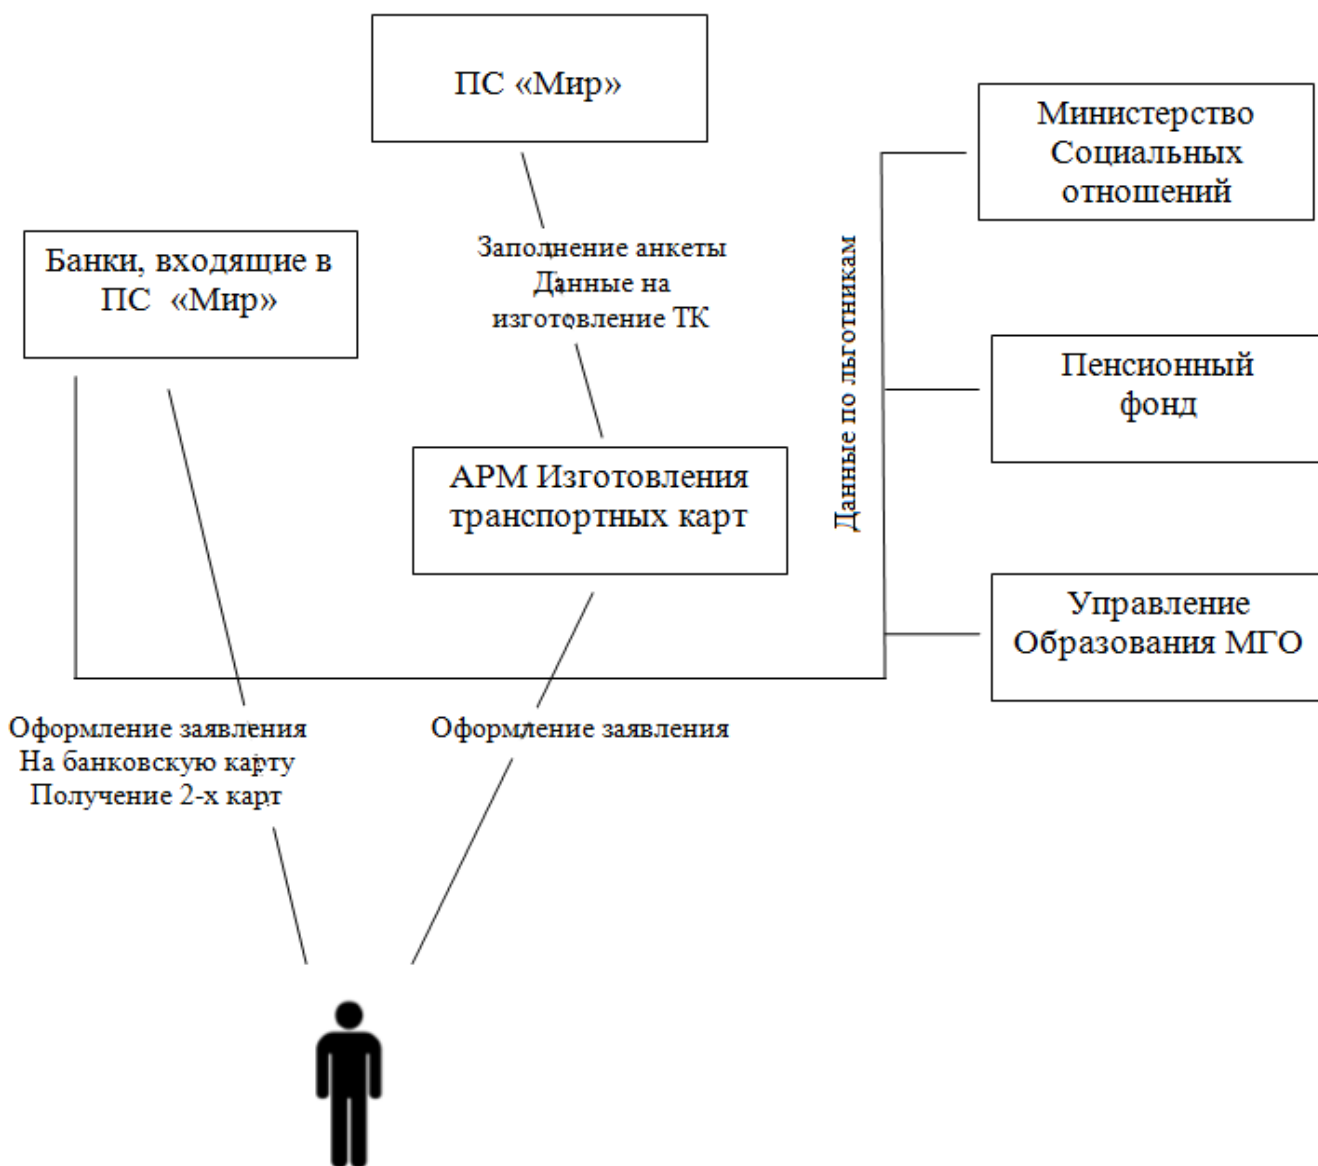 ПС «Мир»
Министерство
Социальных
отношений
Банки, входящие в
ПС «Мир»
Заполнение анкеты
Данные на
изготовление ТК
Данные по льготникам
Пенсионный
фонд
АРМ Изготовления
транспортных карт
Управление
Образования МГО
Оформление заявления
На банковскую карту
Получение 2-х карт
Оформление заявления